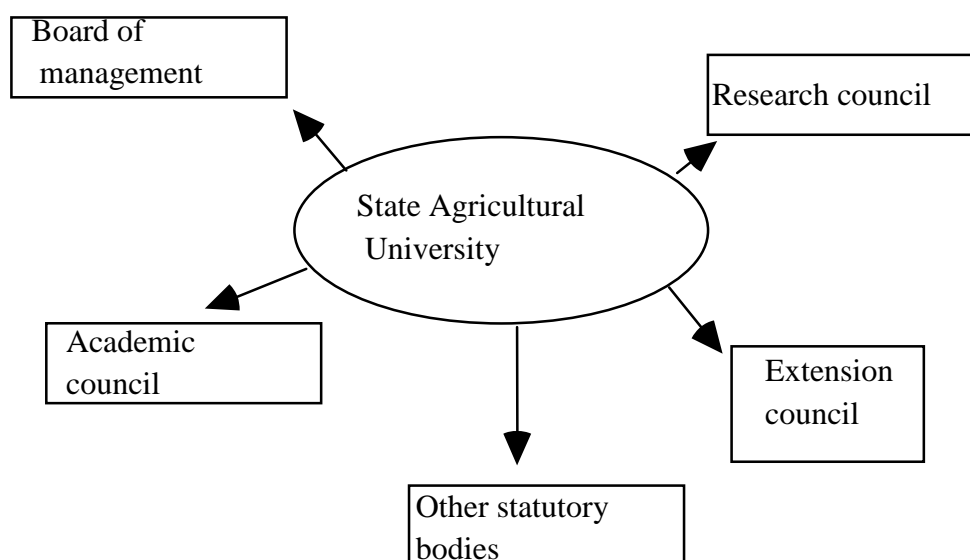 Board of
management
Research council
State Agricultural
University
Academic
council
Extension
council
Other statutory
bodies